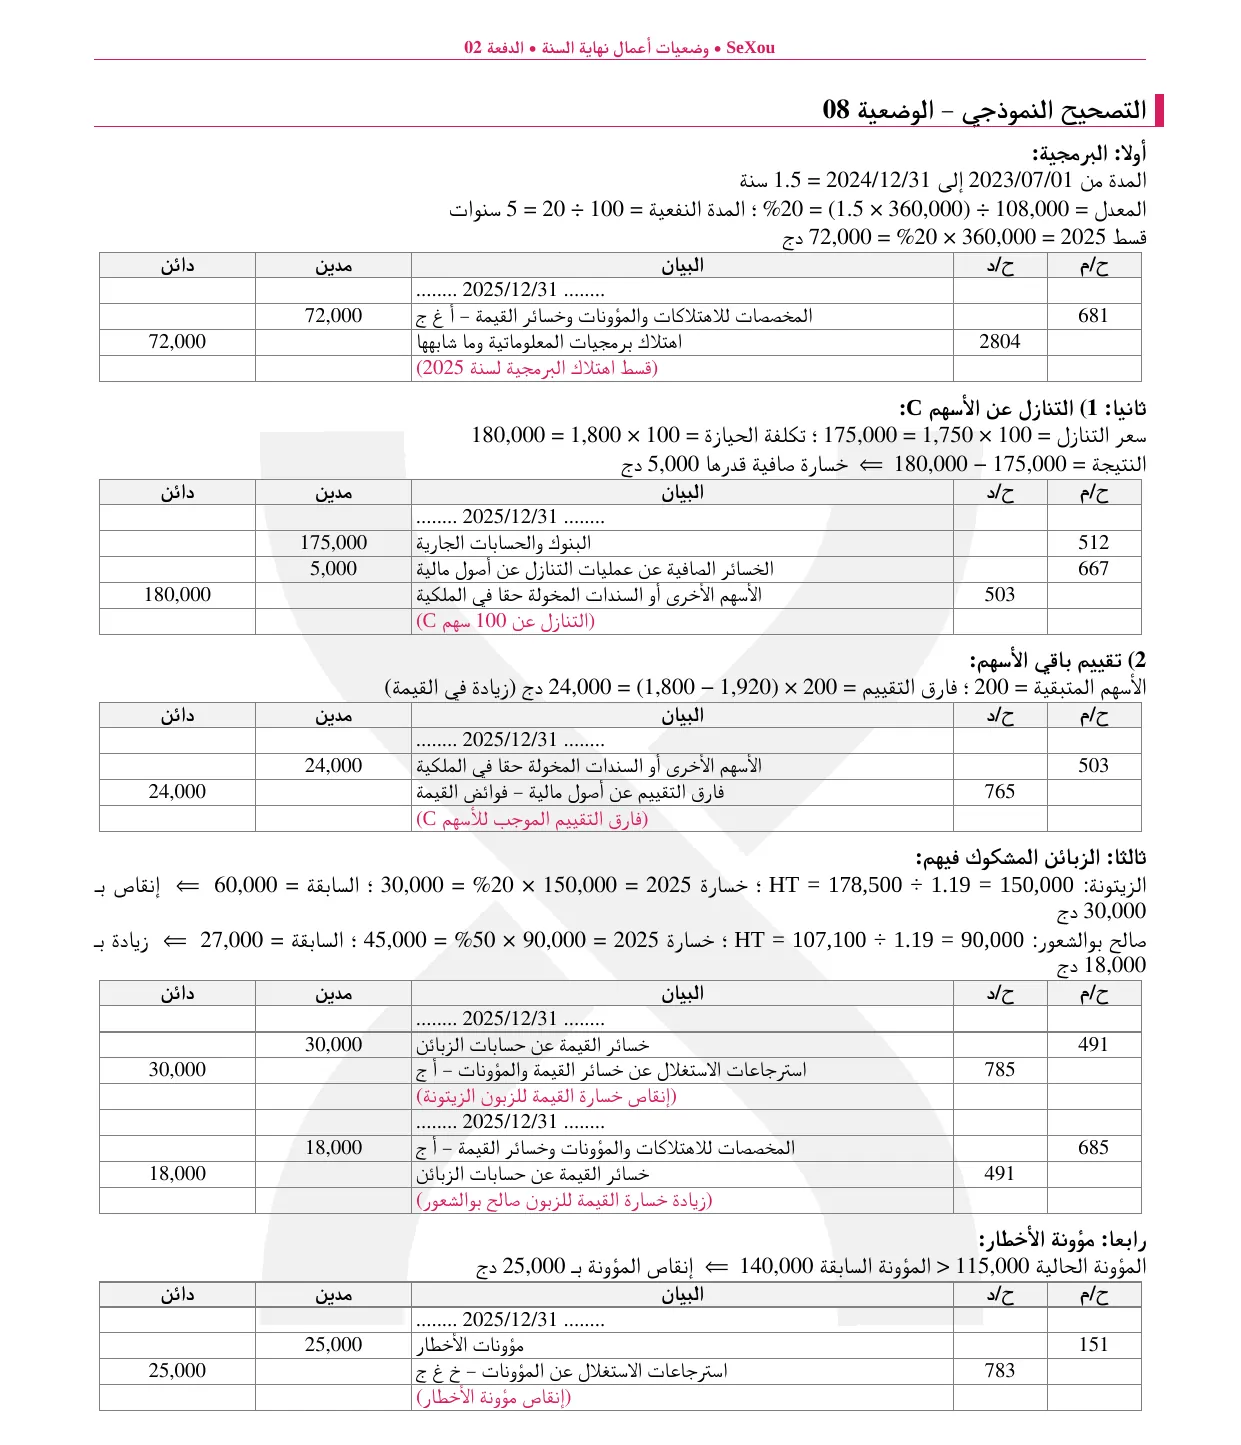 SeXou • وضعيات أعمال نهاية السنة • الدفعة 02
التصحيح النموذجي – الوضعية 08
أولا: البرمجية:
المدة من 2023/07/01 إلى 2024/12/31 = 1.5 سنة
المعدل = 108,000 ÷ (360,000 × 1.5) = 20% ؛ المدة النفعية = 100 ÷ 20 = 5 سنوات
قسط 2025 = 360,000 × 20% = 72,000 دج
ح/م ح/د البيان مدين دائن
........ 2025/12/31 ........
681 المخصصات للاهتلاكات والمؤونات وخسائر القيمة – أ غ ج 72,000
2804 اهتلاك برمجيات المعلوماتية وما شابهها 72,000
(قسط اهتلاك البرمجية لسنة 2025)
ثانيا: 1) التنازل عن الأسهم C:
سعر التنازل = 100 × 1,750 = 175,000 ؛ تكلفة الحيازة = 100 × 1,800 = 180,000
النتيجة = 175,000 − 180,000 ⟸ خسارة صافية قدرها 5,000 دج
ح/م ح/د البيان مدين دائن
........ 2025/12/31 ........
512 البنوك والحسابات الجارية 175,000
667 الخسائر الصافية عن عمليات التنازل عن أصول مالية 5,000
503 الأسهم الأخرى أو السندات المخولة حقا في الملكية 180,000
(التنازل عن 100 سهم C)
2) تقييم باقي الأسهم:
الأسهم المتبقية = 200 ؛ فارق التقييم = 200 × (1,920 − 1,800) = 24,000 دج (زيادة في القيمة)
ح/م ح/د البيان مدين دائن
........ 2025/12/31 ........
503 الأسهم الأخرى أو السندات المخولة حقا في الملكية 24,000
765 فارق التقييم عن أصول مالية – فوائض القيمة 24,000
(فارق التقييم الموجب للأسهم C)
ثالثا: الزبائن المشكوك فيهم:
الزيتونة: HT = 178,500 ÷ 1.19 = 150,000 ؛ خسارة 2025 = 150,000 × 20% = 30,000 ؛ السابقة = 60,000 ⟸ إنقاص بـ
30,000 دج
صالح بوالشعور: HT = 107,100 ÷ 1.19 = 90,000 ؛ خسارة 2025 = 90,000 × 50% = 45,000 ؛ السابقة = 27,000 ⟸ زيادة بـ
18,000 دج
ح/م ح/د البيان مدين دائن
........ 2025/12/31 ........
491 خسائر القيمة عن حسابات الزبائن 30,000
785 استرجاعات الاستغلال عن خسائر القيمة والمؤونات – أ ج 30,000
(إنقاص خسارة القيمة للزبون الزيتونة)
........ 2025/12/31 ........
685 المخصصات للاهتلاكات والمؤونات وخسائر القيمة – أ ج 18,000
491 خسائر القيمة عن حسابات الزبائن 18,000
(زيادة خسارة القيمة للزبون صالح بوالشعور)
رابعا: مؤونة الأخطار:
المؤونة الحالية 115,000 < المؤونة السابقة 140,000 ⟸ إنقاص المؤونة بـ 25,000 دج
ح/م ح/د البيان مدين دائن
........ 2025/12/31 ........
151 مؤونات الأخطار 25,000
783 استرجاعات الاستغلال عن المؤونات – خ غ ج 25,000
(إنقاص مؤونة الأخطار)